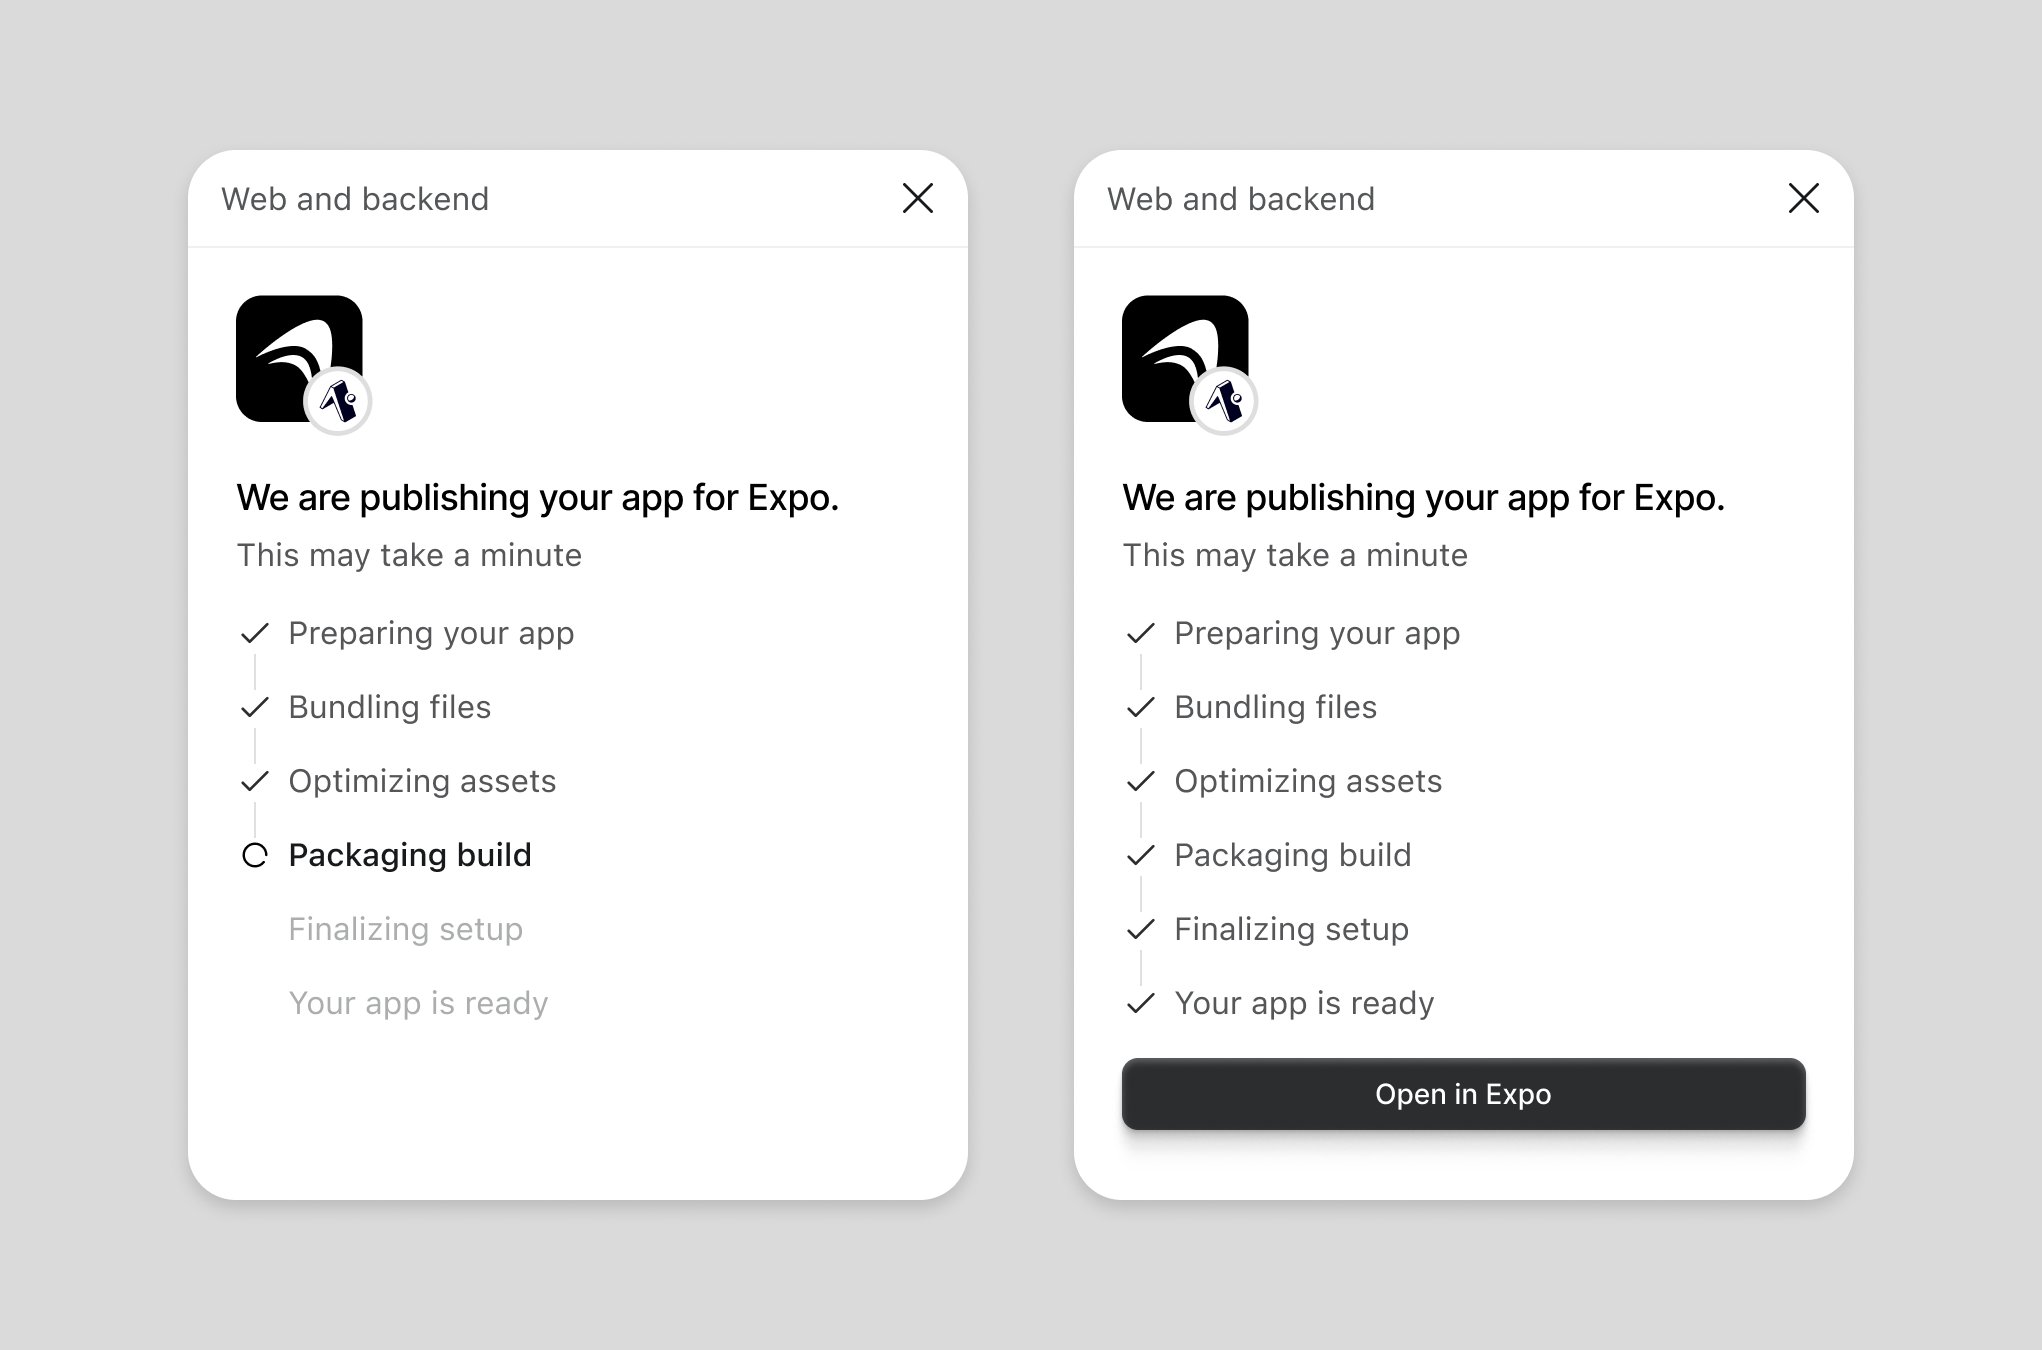 Web and backend
We are publishing your app for Expo.
This may take a minute
Preparing your app
Bundling files
Optimizing assets
Packaging build
Finalizing setup
Your app is ready
Web and backend
We are publishing your app for Expo.
This may take a minute
Preparing your app
Bundling files
Optimizing assets
Packaging build
Finalizing setup
Your app is ready
Open in Expo